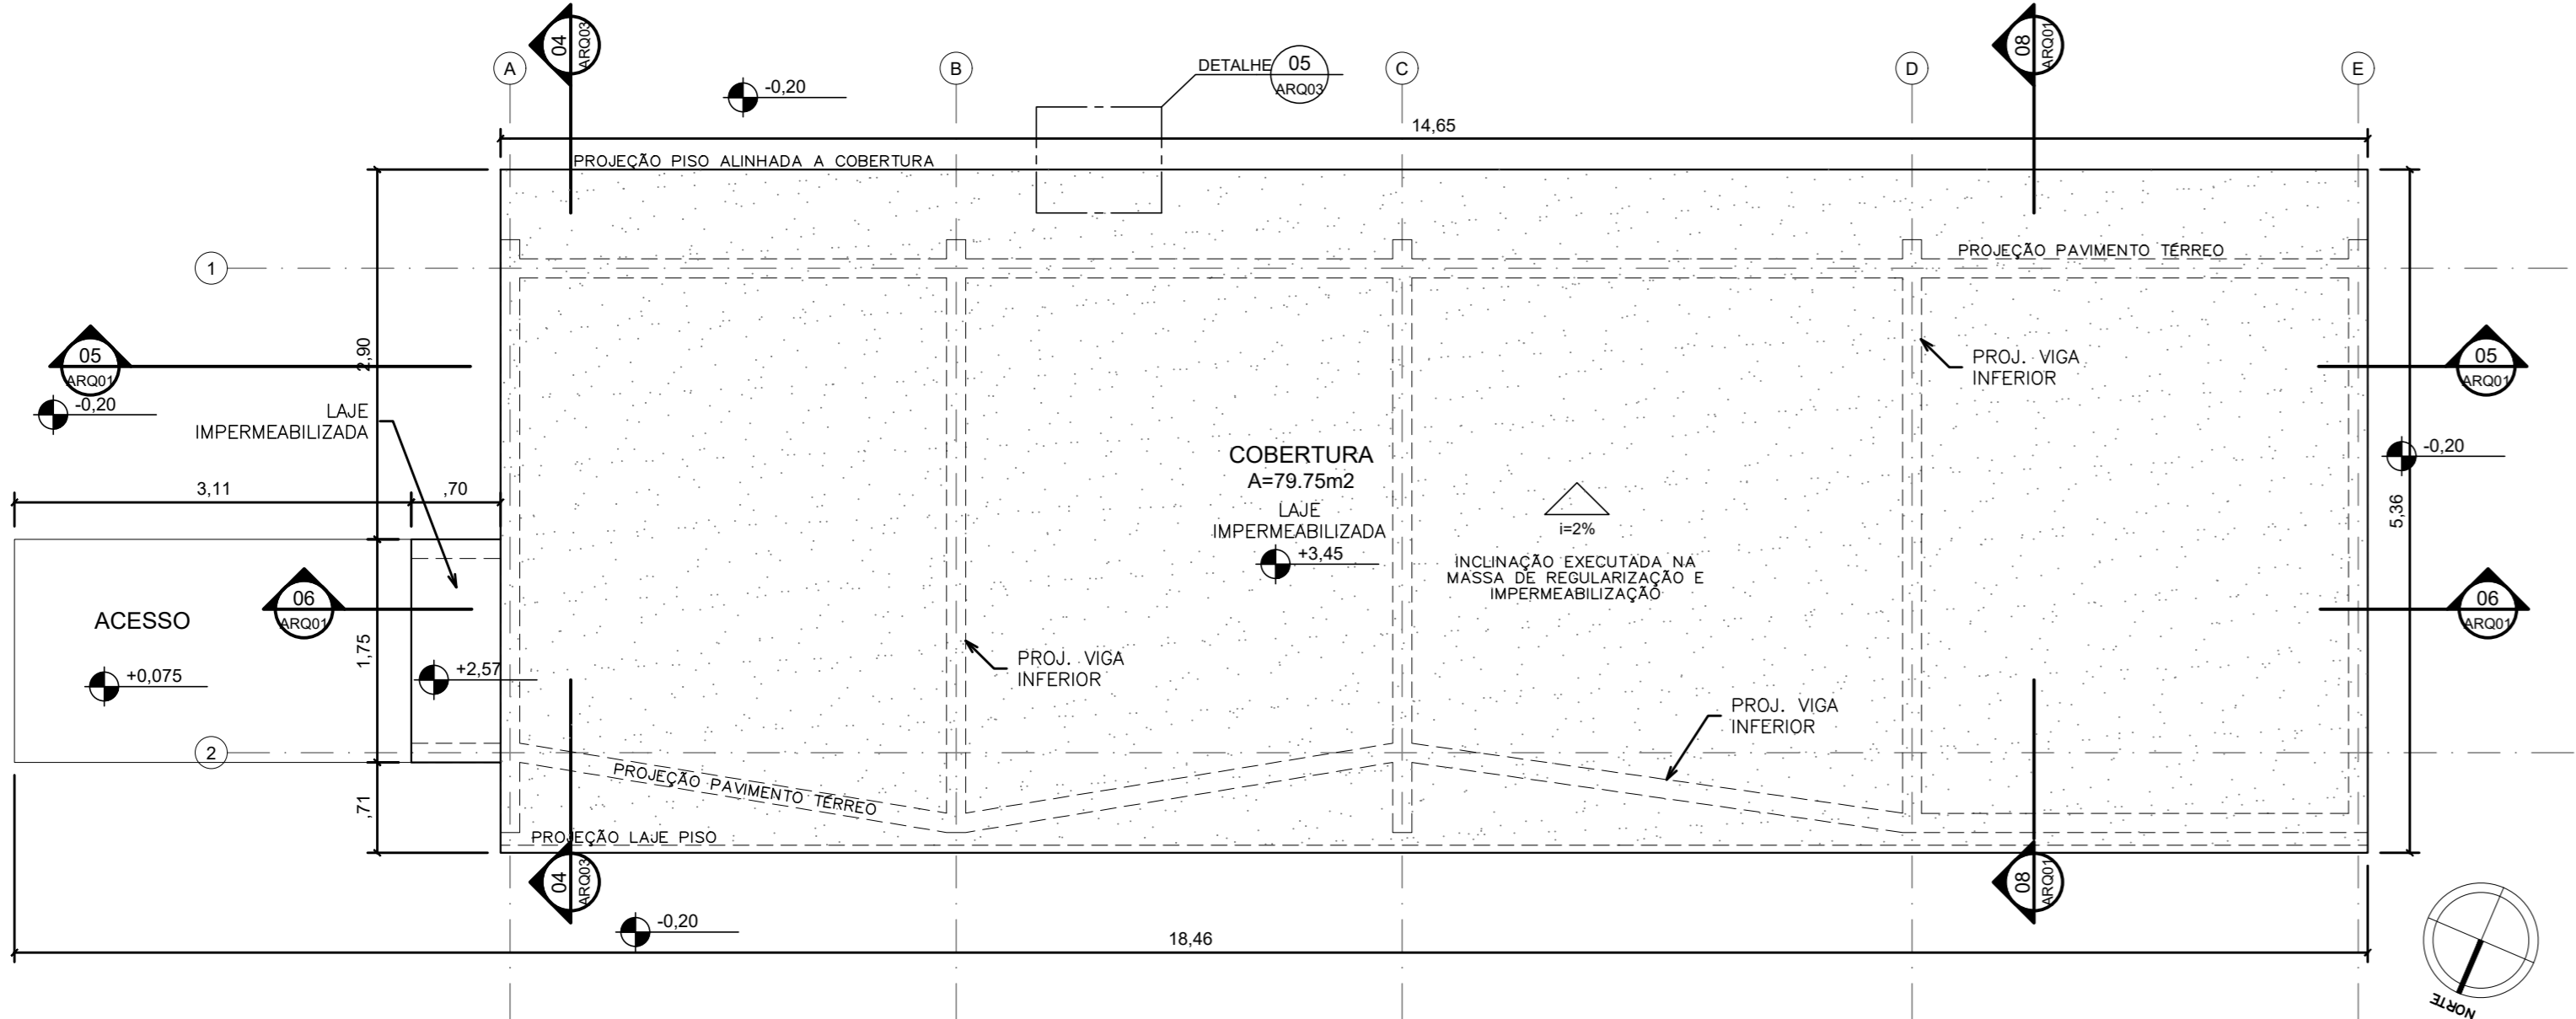 04
ARQ03
08
ARQ01
A
B
DETALHE
05
ARQ03
C
D
E
-0,20
14,65
PROJEÇÃO PISO ALINHADA A COBERTURA
PROJEÇÃO PAVIMENTO TÉRREO
1
05
ARQ01
2,90
PROJ. VIGA
INFERIOR
05
ARQ01
-0,20
LAJE
IMPERMEABILIZADA
COBERTURA
A=79.75m2
LAJE
IMPERMEABILIZADA
+3,45
-0,20
3,11
,70
i=2%
5,36
INCLINAÇÃO EXECUTADA NA
MASSA DE REGULARIZAÇÃO E
IMPERMEABILIZAÇÃO
06
ARQ01
06
ARQ01
ACESSO
1,75
+0,075
+2,57
PROJ. VIGA
INFERIOR
PROJ. VIGA
INFERIOR
2
PROJEÇÃO PAVIMENTO TÉRREO
,71
PROJEÇÃO LAJE PISO
04
ARQ03
08
ARQ01
-0,20
18,46
NORTE